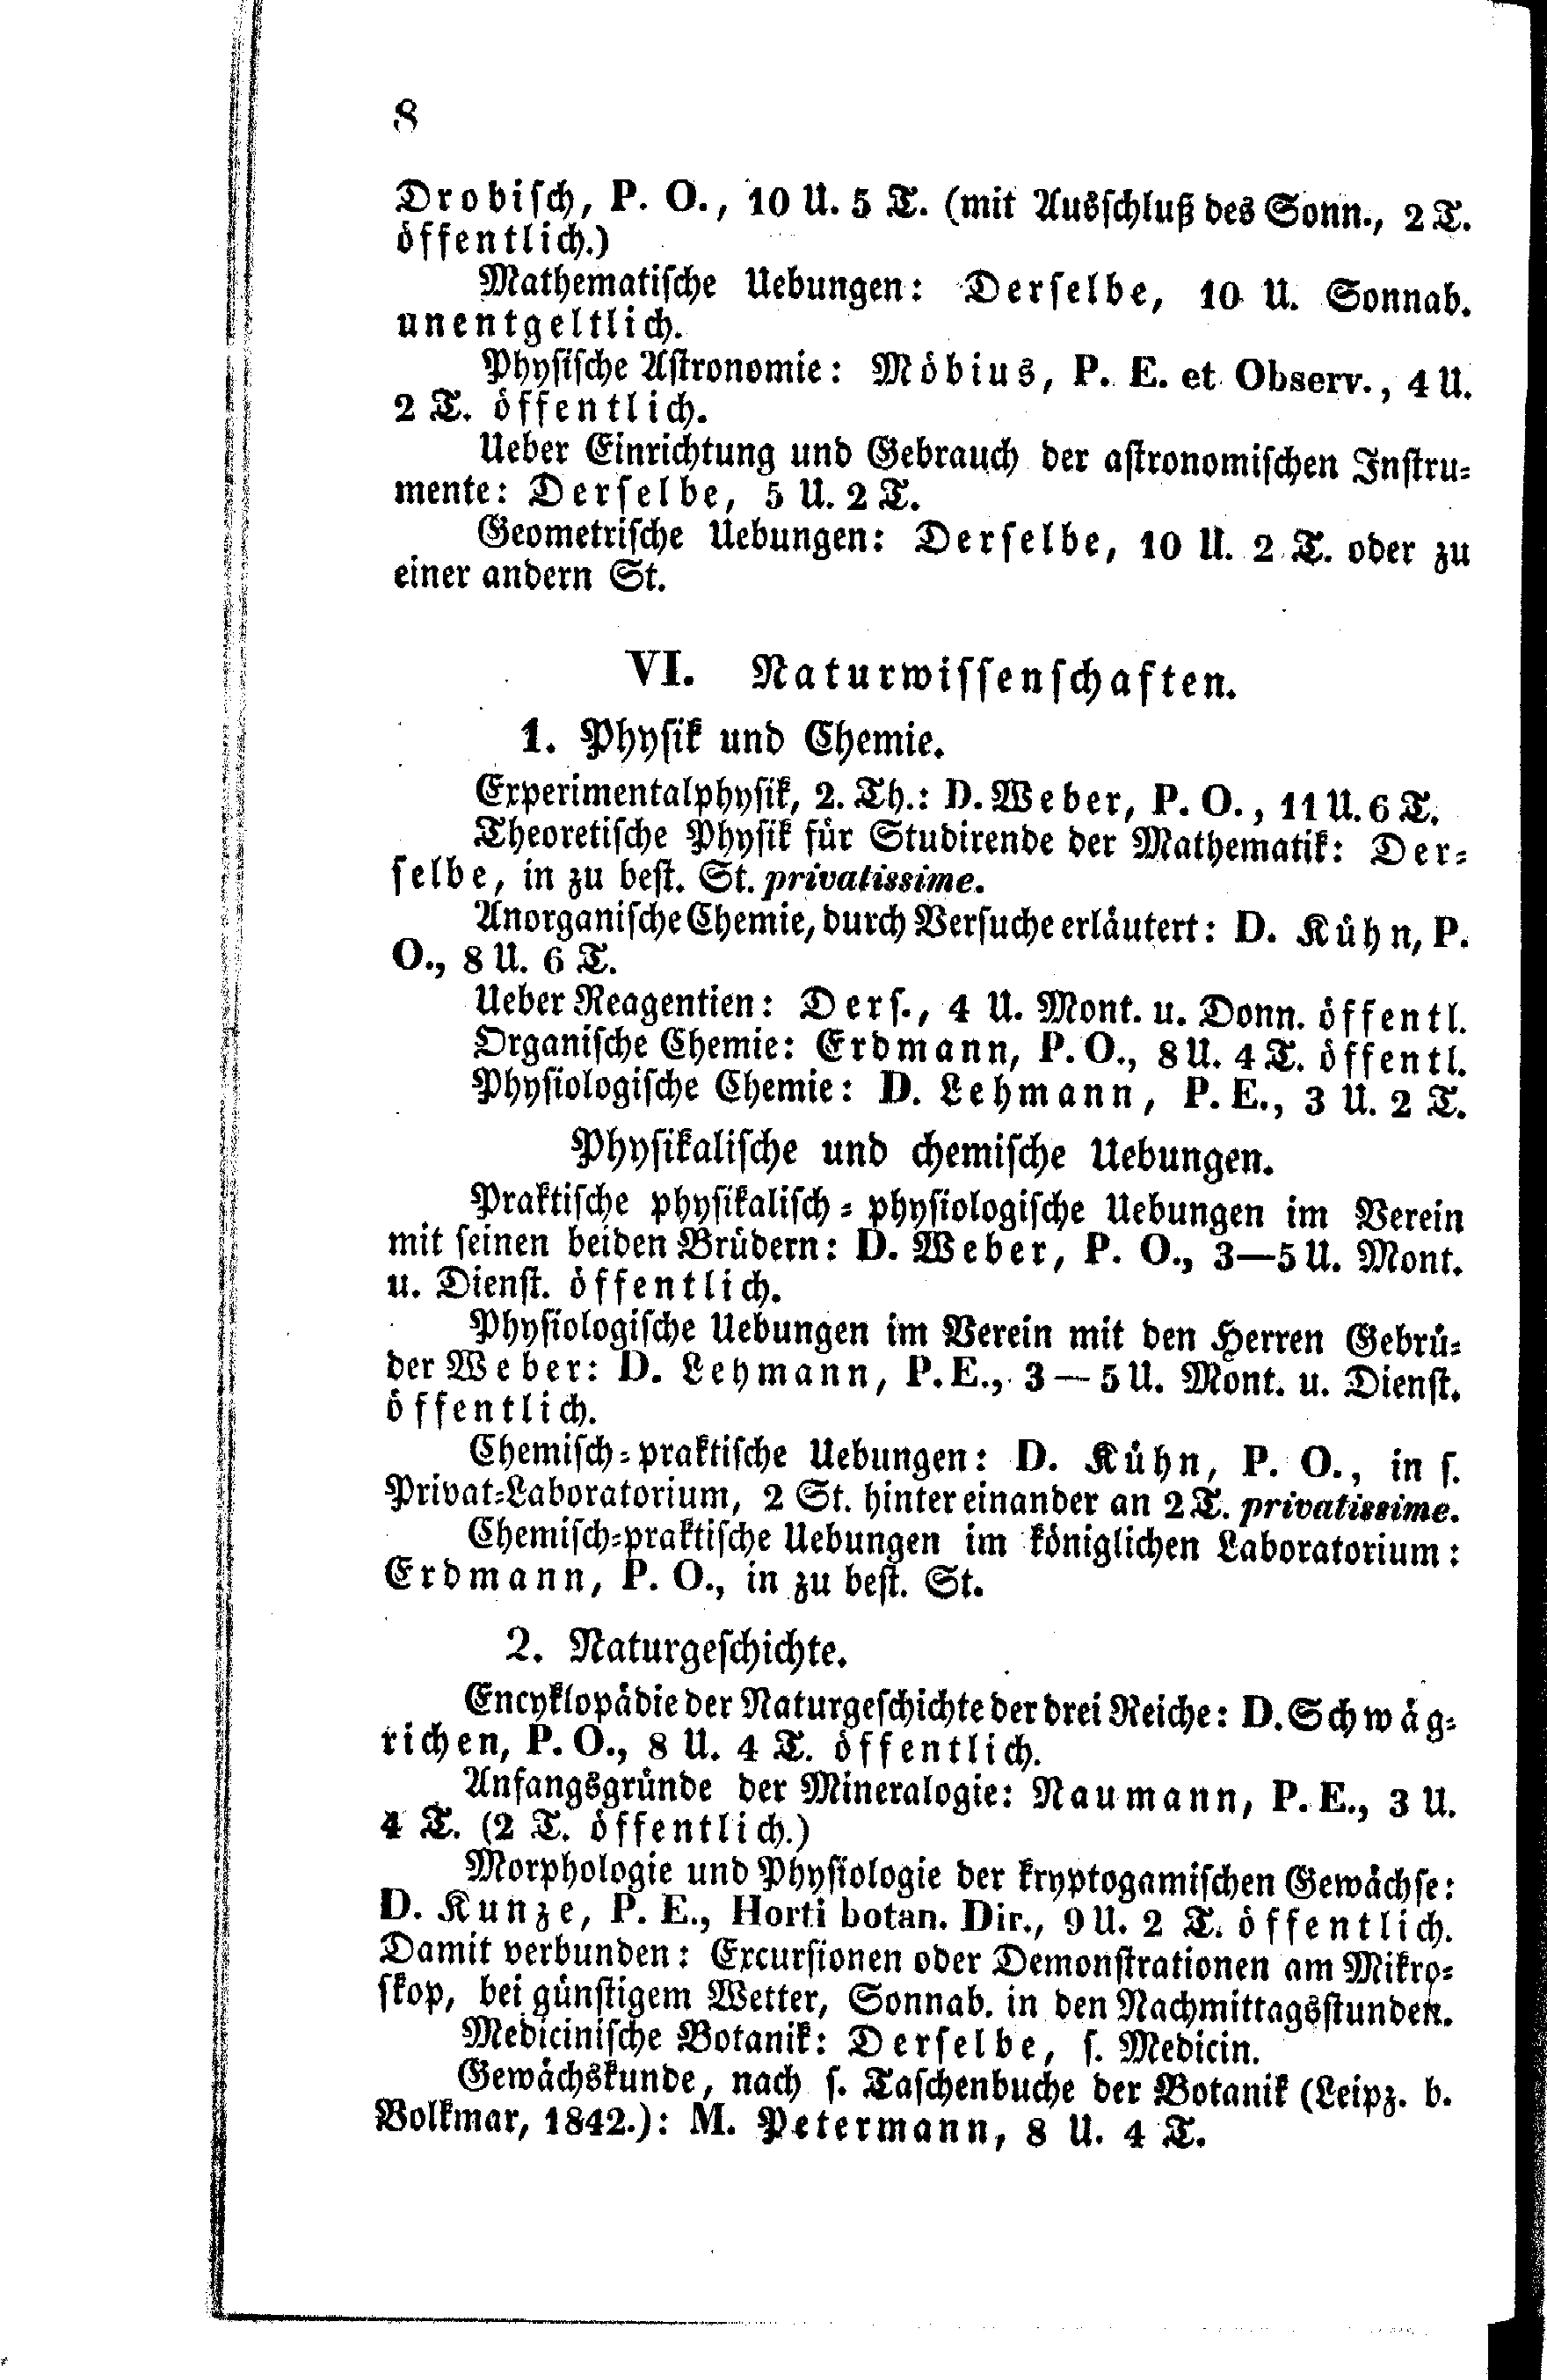 8
Drobisch, P. O., 10 U. 5 T. (mit Ausschluß des Sonn., 2 T.
öffentlich.)
Mathematische Uebungen: Derselbe, 10 U. Sonnab.
unentgeltlich.
Physische Astronomie: Möbius, P. E. et Observ., 4 U.
2 T. öffentlich.
Ueber Einrichtung und Gebrauch der astronomischen Instru-
mente: Derselbe, 5 U. 2 T.
Geometrische Uebungen: Derselbe, 10 U. 2 T. oder zu
einer andern St.
VI. Naturwissenschaften.
1. Physik und Chemie.
Experimentalphysik, 2. Th.: D. Weber, P. O., 11 U. 6 T.
Theoretische Physik für Studirende der Mathematik: Der-
selbe, in zu best. St. privatissime.
Anorganische Chemie, durch Versuche erläutert: D. Kühn, P.
O., 8 U. 6 T.
Ueber Reagentien: Ders., 4 U. Mont. u. Donn. öffentl.
Organische Chemie: Erdmann, P. O., 8 U. 4 T. öffentl.
Physiologische Chemie: D. Lehmann, P. E., 3 U. 2 T.
Physikalische und chemische Uebungen.
Praktische physikalisch-physiologische Uebungen im Verein
mit seinen beiden Brüdern: D. Weber, P. O., 3—5 U. Mont.
u. Dienst. öffentlich.
Physiologische Uebungen im Verein mit den Herren Gebrü-
der Weber: D. Lehmann, P. E., 3—5 U. Mont. u. Dienst.
öffentlich.
Chemisch-praktische Uebungen: D. Kühn, P. O., in s.
Privat-Laboratorium, 2 St. hinter einander an 2 T. privatissime.
Chemisch-praktische Uebungen im königlichen Laboratorium:
Erdmann, P. O., in zu best. St.
2. Naturgeschichte.
Encyklopädie der Naturgeschichte der drei Reiche: D. Schwäg-
richen, P. O., 8 U. 4 T. öffentlich.
Anfangsgründe der Mineralogie: Naumann, P. E., 3 U.
4 T. (2 T. öffentlich.)
Morphologie und Physiologie der kryptogamischen Gewächse:
D. Kunze, P. E., Horti botan. Dir., 9 U. 2 T. öffentlich.
Damit verbunden: Excursionen oder Demonstrationen am Mikro-
skop, bei günstigem Wetter, Sonnab. in den Nachmittagsstunden.
Medicinische Botanik: Derselbe, s. Medicin.
Gewächskunde, nach s. Taschenbuche der Botanik (Leipz. b.
Volkmar, 1842.): M. Petermann, 8 U. 4 T.